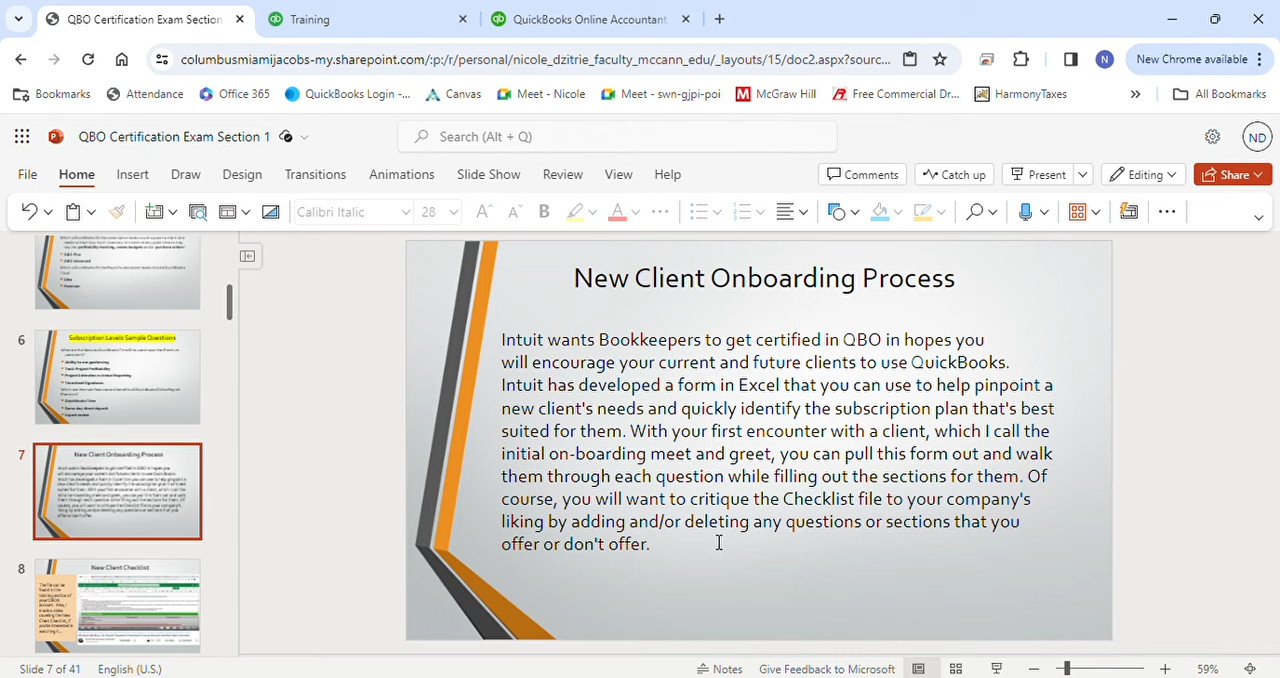 QBO Certification Exam Section
Training
QuickBooks Online Accountant
columbusmiamijacobs-my.sharepoint.com/:p:/r/personal/nicole_dzitrie_faculty_mccann_edu/_layouts/15/doc2.aspx?sourc...
N
New Chrome available
Bookmarks
Attendance
Office 365
QuickBooks Login -...
Canvas
Meet - Nicole
Meet - swn-gjpi-poi
McGraw Hill
Free Commercial Dr...
HarmonyTaxes
All Bookmarks
QBO Certification Exam Section 1
Search (Alt + Q)
ND
File Home Insert Draw Design Transitions Animations Slide Show Review View Help
Comments
Catch up
Present
Editing
Share
Calibri Italic
28
6
Subscription Levels Sample Questions
7
New Client Onboarding Process
8
New Client Checklist
New Client Onboarding Process
Intuit wants Bookkeepers to get certified in QBO in hopes you
will encourage your current and future clients to use QuickBooks.
Intuit has developed a form in Excel that you can use to help pinpoint a
new client's needs and quickly identify the subscription plan that's best
suited for them. With your first encounter with a client, which I call the
initial on-boarding meet and greet, you can pull this form out and walk
them through each question while filling out the sections for them. Of
course, you will want to critique the Checklist file to your company's
liking by adding and/or deleting any questions or sections that you
offer or don't offer.
Slide 7 of 41
English (U.S.)
Notes
Give Feedback to Microsoft
59%